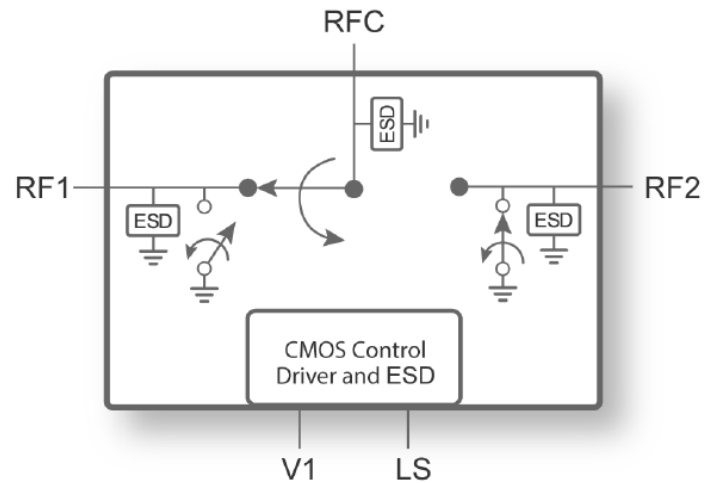 RFC
ESD
RF1
RF2
ESD
ESD
CMOS Control
Driver and ESD
V1
LS